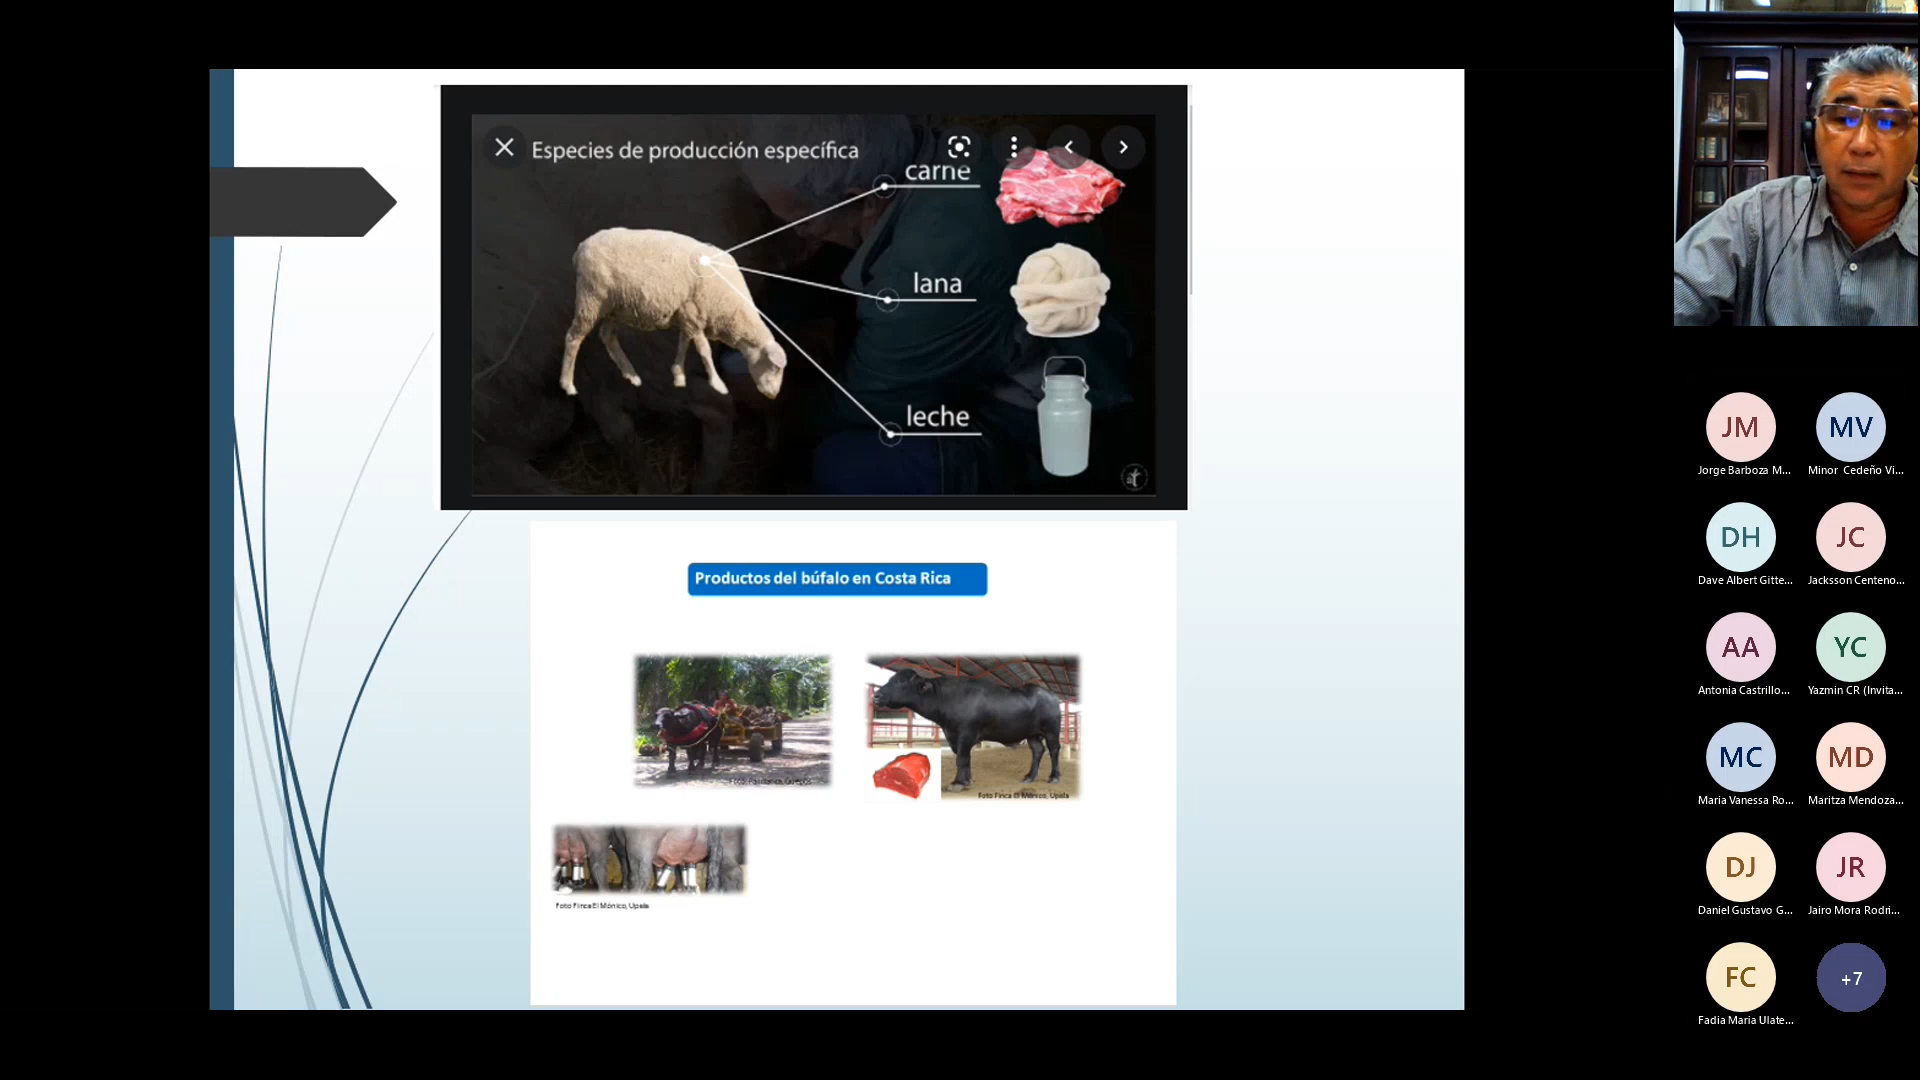 Especies de producción específica
carne
lana
leche
Productos del búfalo en Costa Rica
Foto Finca El Mónico, Upala
Foto Finca El Mónico, Upala
JM
MV
Jorge Barboza M...
Minor Cedeño Vi...
DH
JC
Dave Albert Gitte...
Jacksson Centeno...
AA
YC
Antonia Castrillo...
Yazmin CR (Invita...
MC
MD
Maria Vanessa Ro...
Maritza Mendoza...
DJ
JR
Daniel Gustavo G...
Jairo Mora Rodri...
FC
+7
Fadia Maria Ulate...